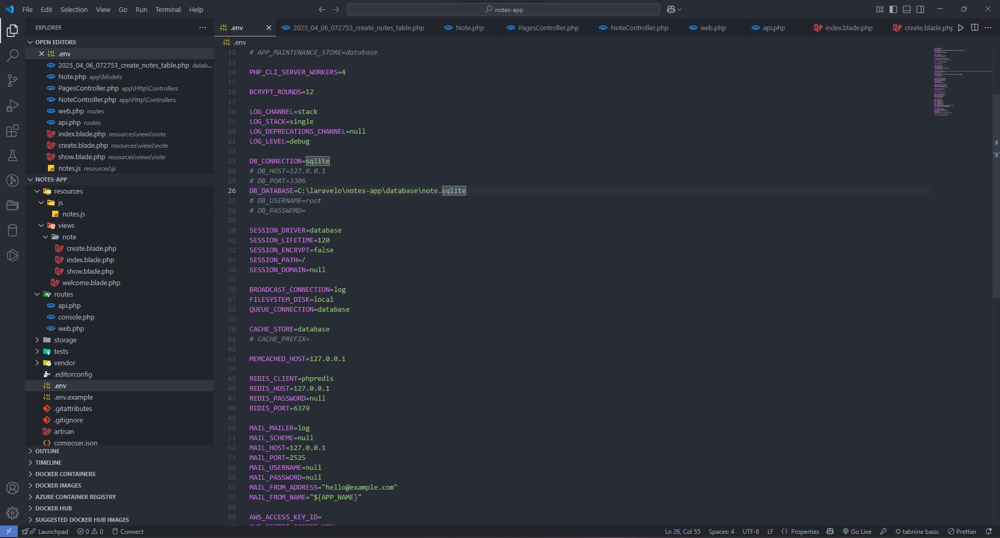 File Edit Selection View Go Run Terminal Help
notes-app
EXPLORER
OPEN EDITORS
.env
2025_04_06_072753_create_notes_table.php datab...
Note.php app\Models
PagesController.php app\Http\Controllers
NoteController.php app\Http\Controllers
web.php routes
api.php routes
index.blade.php resources\views\note
create.blade.php resources\views\note
show.blade.php resources\views\note
JS notes.js resources\js
NOTES-APP
resources
js
JS notes.js
views
note
create.blade.php
index.blade.php
show.blade.php
welcome.blade.php
routes
api.php
console.php
web.php
storage
tests
vendor
.editorconfig
.env
.env.example
.gitattributes
.gitignore
artisan
composer.json
OUTLINE
TIMELINE
DOCKER CONTAINERS
DOCKER IMAGES
AZURE CONTAINER REGISTRY
DOCKER HUB
SUGGESTED DOCKER HUB IMAGES
.env 2025_04_06_072753_create_notes_table.php Note.php PagesController.php NoteController.php web.php api.php index.blade.php create.blade.php
.env
12 # APP_MAINTENANCE_STORE=database
13
14 PHP_CLI_SERVER_WORKERS=4
15
16 BCRYPT_ROUNDS=12
17
18 LOG_CHANNEL=stack
19 LOG_STACK=single
20 LOG_DEPRECATIONS_CHANNEL=null
21 LOG_LEVEL=debug
22
23 DB_CONNECTION=sqlite
24 # DB_HOST=127.0.0.1
25 # DB_PORT=3306
26 DB_DATABASE=C:\laravelo\notes-app\database\note.sqlite
27 # DB_USERNAME=root
28 # DB_PASSWORD=
29
30 SESSION_DRIVER=database
31 SESSION_LIFETIME=120
32 SESSION_ENCRYPT=false
33 SESSION_PATH=/
34 SESSION_DOMAIN=null
35
36 BROADCAST_CONNECTION=log
37 FILESYSTEM_DISK=local
38 QUEUE_CONNECTION=database
39
40 CACHE_STORE=database
41 # CACHE_PREFIX=
42
43 MEMCACHED_HOST=127.0.0.1
44
45 REDIS_CLIENT=phpredis
46 REDIS_HOST=127.0.0.1
47 REDIS_PASSWORD=null
48 REDIS_PORT=6379
49
50 MAIL_MAILER=log
51 MAIL_SCHEME=null
52 MAIL_HOST=127.0.0.1
53 MAIL_PORT=2525
54 MAIL_USERNAME=null
55 MAIL_PASSWORD=null
56 MAIL_FROM_ADDRESS="hello@example.com"
57 MAIL_FROM_NAME="${APP_NAME}"
58
59 AWS_ACCESS_KEY_ID=
Launchpad 0 0 Connect Ln 26, Col 55 Spaces: 4 UTF-8 LF {} Properties Go Live tabnine basic Prettier